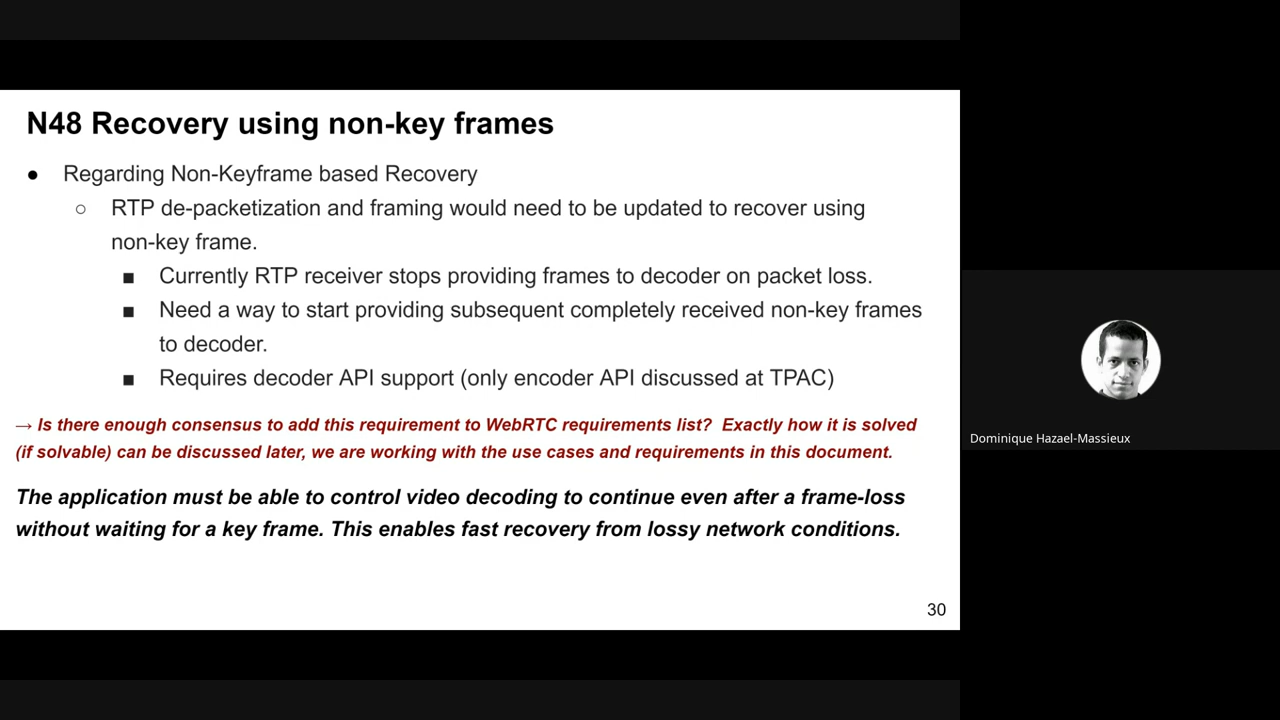 N48 Recovery using non-key frames
● Regarding Non-Keyframe based Recovery
○ RTP de-packetization and framing would need to be updated to recover using
non-key frame.
■ Currently RTP receiver stops providing frames to decoder on packet loss.
■ Need a way to start providing subsequent completely received non-key frames
to decoder.
■ Requires decoder API support (only encoder API discussed at TPAC)
→ Is there enough consensus to add this requirement to WebRTC requirements list? Exactly how it is solved
(if solvable) can be discussed later, we are working with the use cases and requirements in this document.
The application must be able to control video decoding to continue even after a frame-loss
without waiting for a key frame. This enables fast recovery from lossy network conditions.
30
Dominique Hazael-Massieux